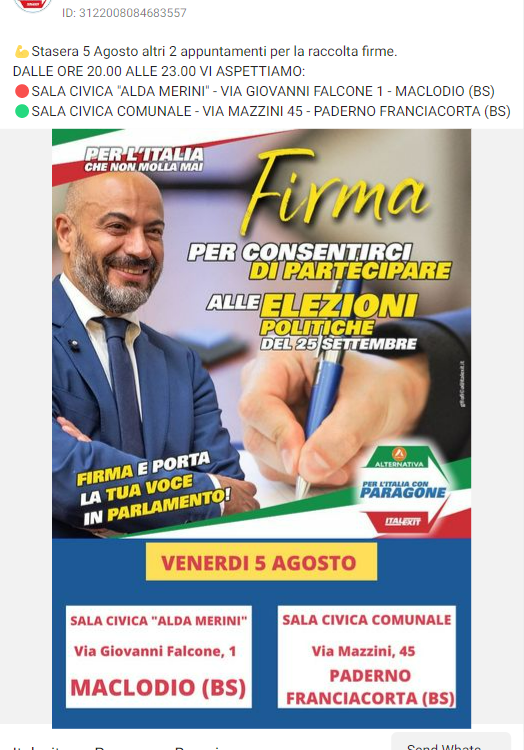 ID: 3122008084683557
💪Stasera 5 Agosto altri 2 appuntamenti per la raccolta firme.
DALLE ORE 20.00 ALLE 23.00 VI ASPETTIAMO:
🔴SALA CIVICA "ALDA MERINI" - VIA GIOVANNI FALCONE 1 - MACLODIO (BS)
🟢SALA CIVICA COMUNALE - VIA MAZZINI 45 - PADERNO FRANCIACORTA (BS)
PER L'ITALIA
CHE NON MOLLA MAI
Firma
PER CONSENTIRCI
DI PARTECIPARE
ALLE ELEZIONI
POLITICHE
DEL 25 SETTEMBRE
FIRMA E PORTA
LA TUA VOCE
IN PARLAMENTO!
ALTERNATIVA
PER L'ITALIA CON
PARAGONE
ITALEXIT
VENERDI 5 AGOSTO
SALA CIVICA "ALDA MERINI"
Via Giovanni Falcone, 1
MACLODIO (BS)
SALA CIVICA COMUNALE
Via Mazzini, 45
PADERNO
FRANCIACORTA (BS)